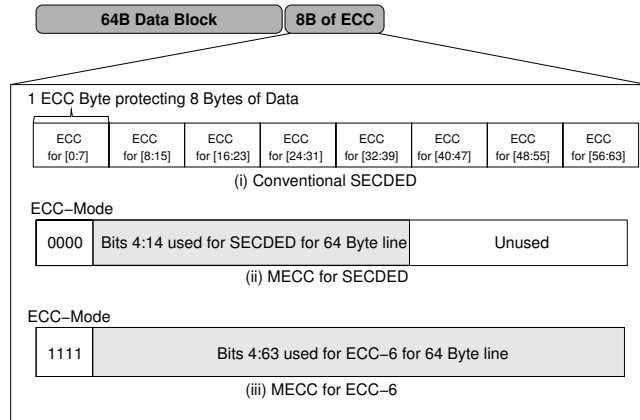 64B Data Block
8B of ECC
1 ECC Byte protecting 8 Bytes of Data
ECC for [0:7]
ECC for [8:15]
ECC for [16:23]
ECC for [24:31]
ECC for [32:39]
ECC for [40:47]
ECC for [48:55]
ECC for [56:63]
(i) Conventional SECDED
ECC−Mode
0000
Bits 4:14 used for SECDED for 64 Byte line
Unused
(ii) MECC for SECDED
ECC−Mode
1111
Bits 4:63 used for ECC−6 for 64 Byte line
(iii) MECC for ECC−6